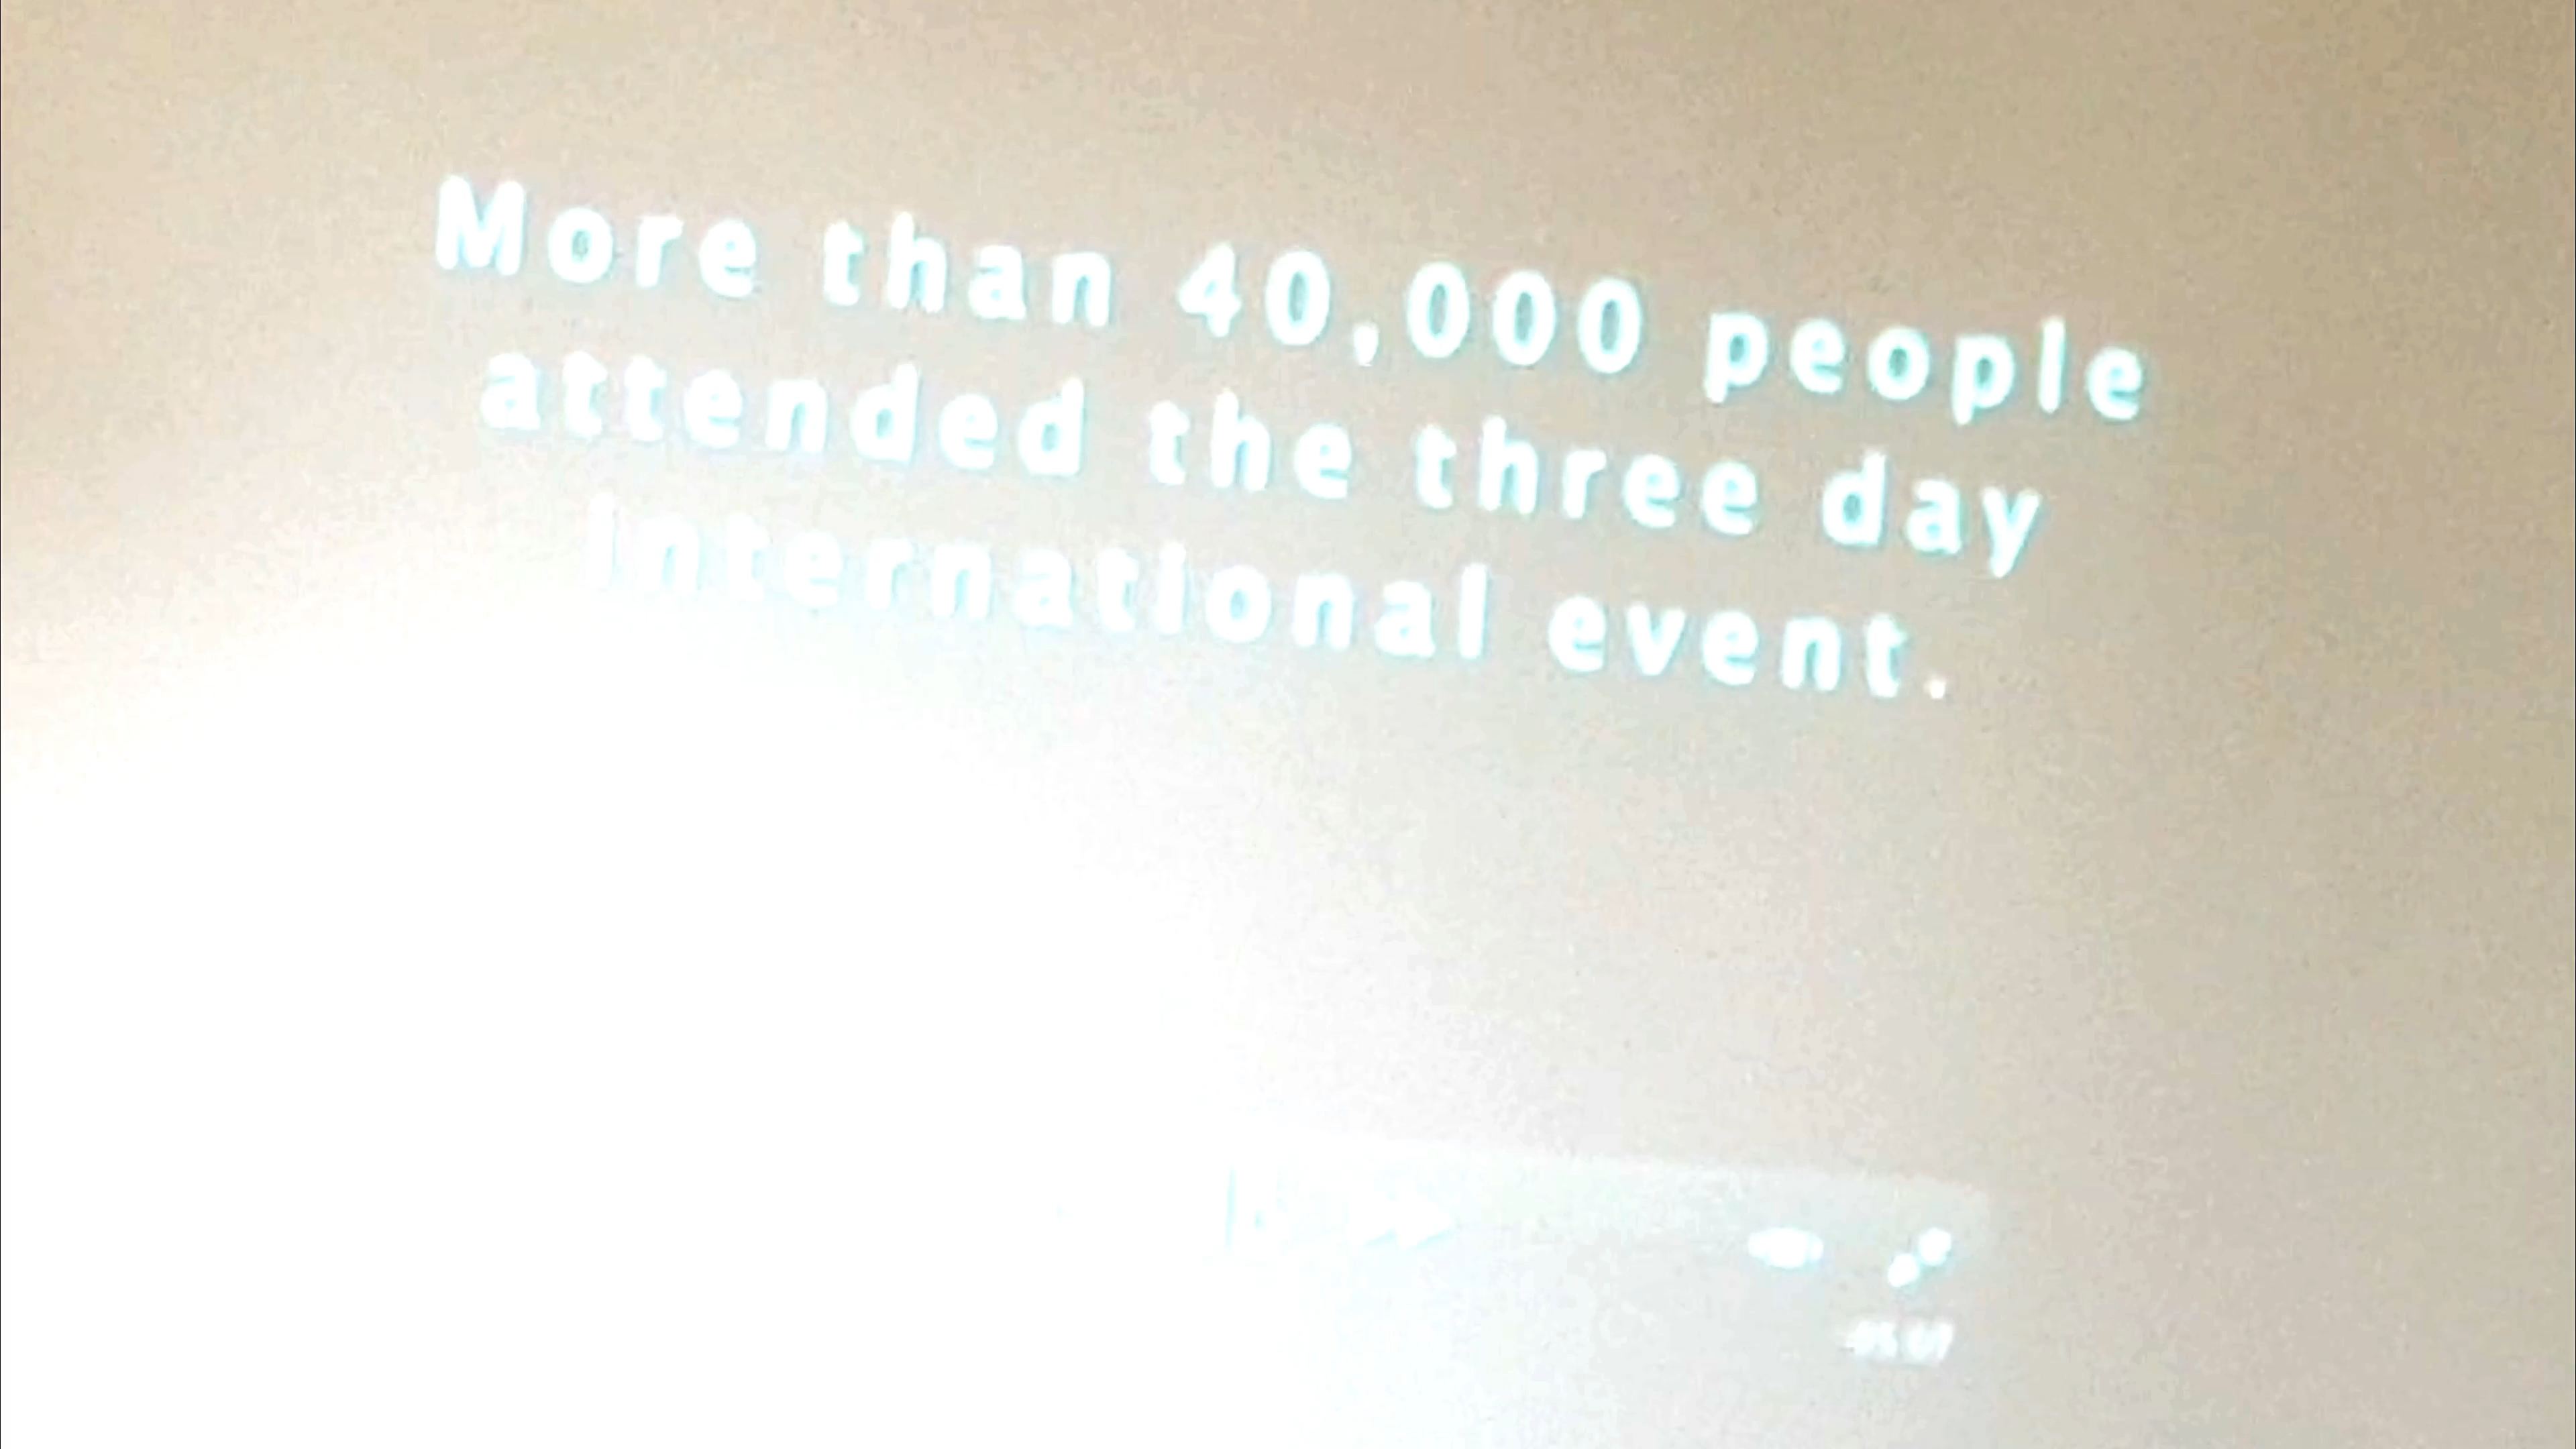 More than 40,000 people
attended the three day
international event.